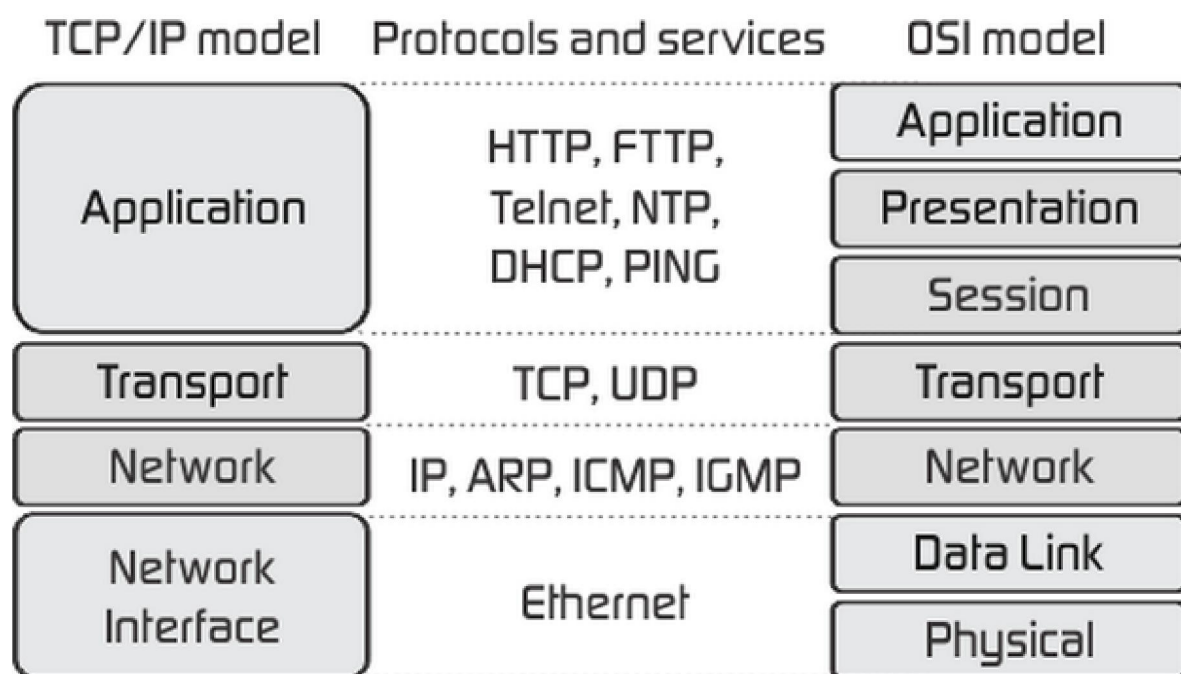 TCP/IP model Protocols and services OSI model
Application
HTTP, FTTP,
Telnet, NTP,
DHCP, PING
Application
Presentation
Session
Transport
TCP, UDP
Transport
Network
IP, ARP, ICMP, IGMP
Network
Network
Interface
Ethernet
Data Link
Physical